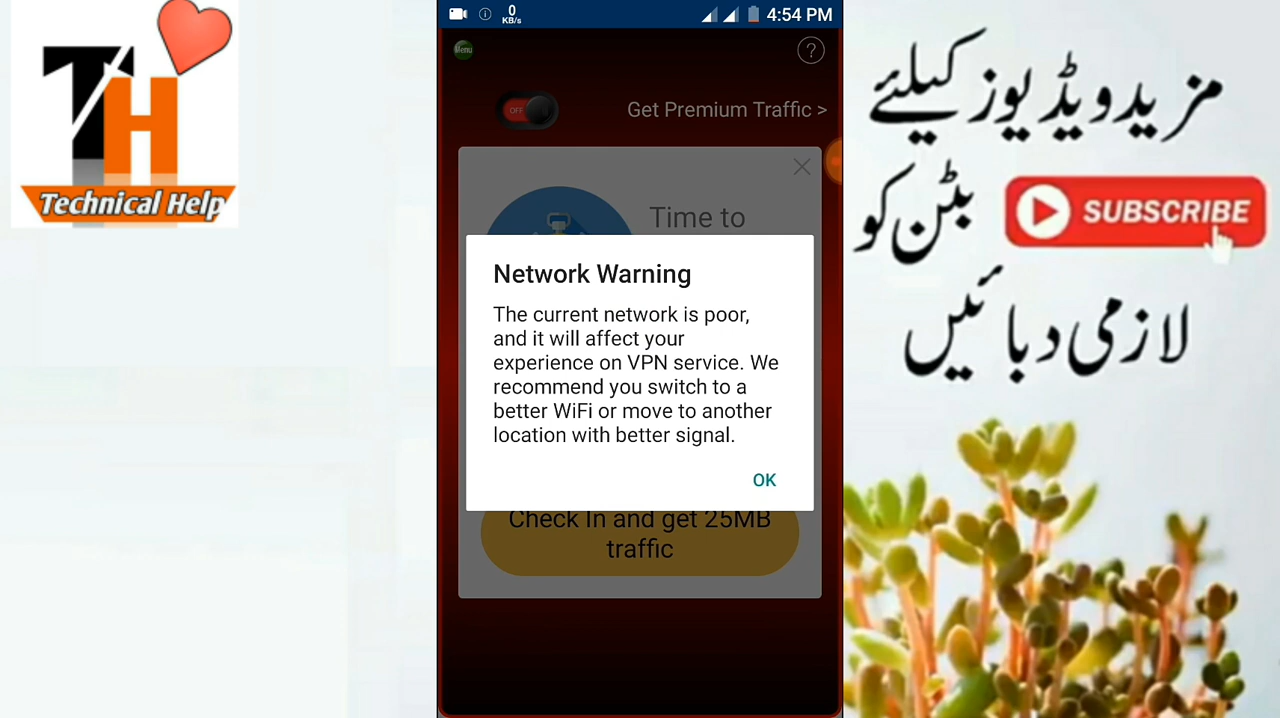 TH
Technical Help
0
KB/s
4:54 PM
Menu
OFF
Get Premium Traffic >
Time to
Network Warning
The current network is poor,
and it will affect your
experience on VPN service. We
recommend you switch to a
better WiFi or move to another
location with better signal.
OK
Check In and get 25MB
traffic
مزید ویڈیوز کیلئے
SUBSCRIBE بٹن کو
لازمی دبائیں